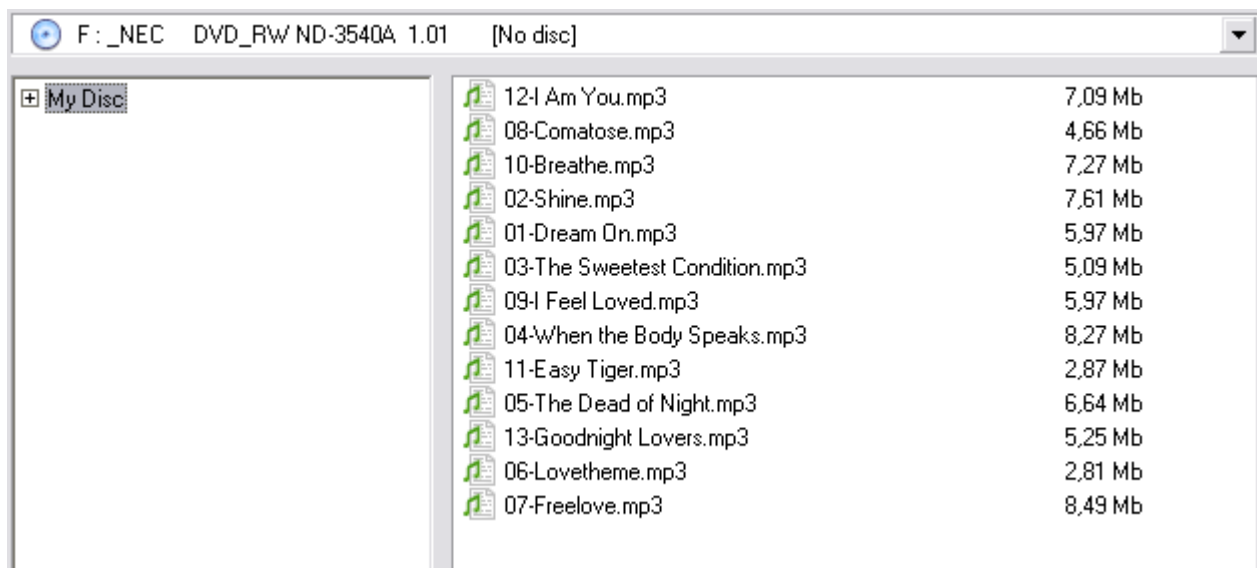 F: _NEC DVD_RW ND-3540A 1.01 [No disc]
My Disc
12-I Am You.mp3 7,09 Mb
08-Comatose.mp3 4,66 Mb
10-Breathe.mp3 7,27 Mb
02-Shine.mp3 7,61 Mb
01-Dream On.mp3 5,97 Mb
03-The Sweetest Condition.mp3 5,09 Mb
09-I Feel Loved.mp3 5,97 Mb
04-When the Body Speaks.mp3 8,27 Mb
11-Easy Tiger.mp3 2,87 Mb
05-The Dead of Night.mp3 6,64 Mb
13-Goodnight Lovers.mp3 5,25 Mb
06-Lovetheme.mp3 2,81 Mb
07-Freelove.mp3 8,49 Mb